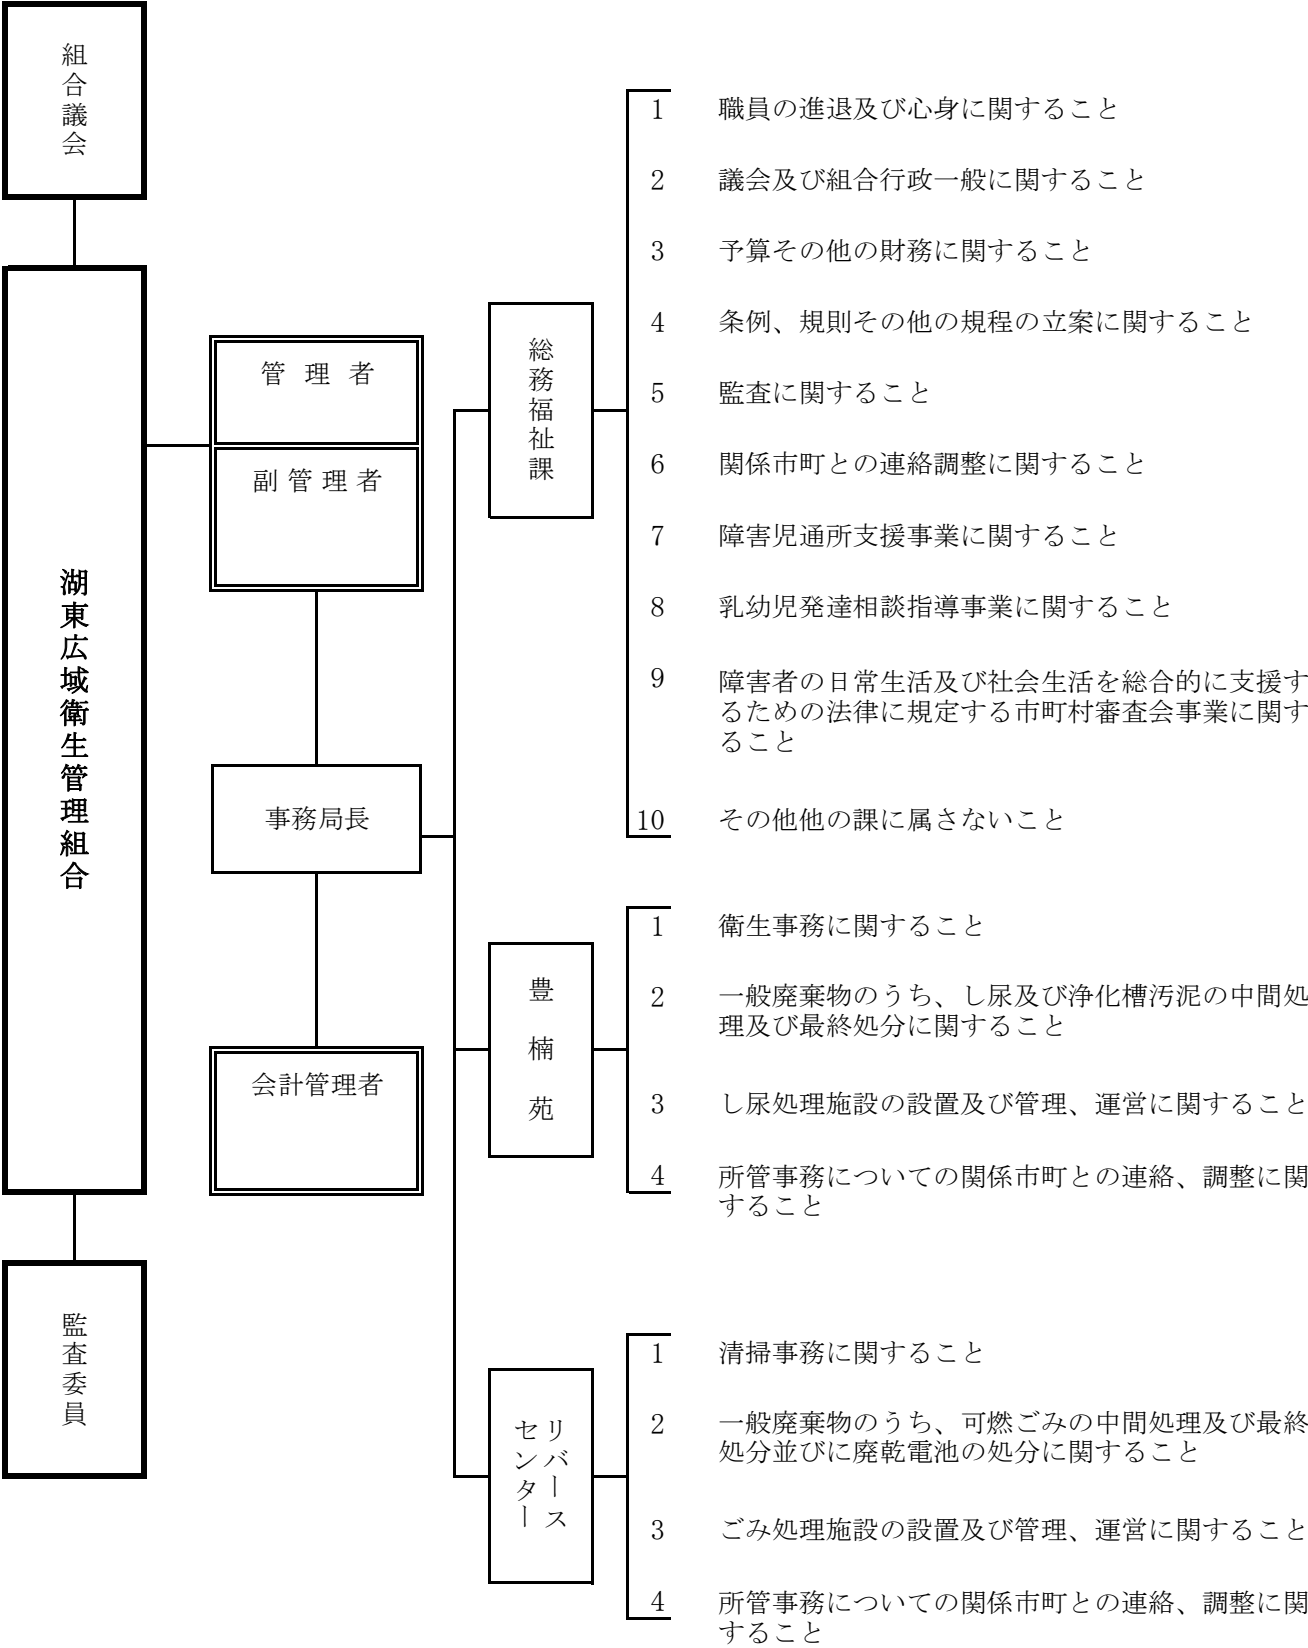 組合議会
湖東広域衛生管理組合
監査委員
管理者
副管理者
事務局長
会計管理者
総務福祉課
1 職員の進退及び心身に関すること
2 議会及び組合行政一般に関すること
3 予算その他の財務に関すること
4 条例、規則その他の規程の立案に関すること
5 監査に関すること
6 関係市町との連絡調整に関すること
7 障害児通所支援事業に関すること
8 乳幼児発達相談指導事業に関すること
9 障害者の日常生活及び社会生活を総合的に支援す
るための法律に規定する市町村審査会事業に関す
ること
10 その他他の課に属さないこと
豊楠苑
1 衛生事務に関すること
2 一般廃棄物のうち、し尿及び浄化槽汚泥の中間処
理及び最終処分に関すること
3 し尿処理施設の設置及び管理、運営に関すること
4 所管事務についての関係市町との連絡、調整に関
すること
リバース
センター
1 清掃事務に関すること
2 一般廃棄物のうち、可燃ごみの中間処理及び最終
処分並びに廃乾電池の処分に関すること
3 ごみ処理施設の設置及び管理、運営に関すること
4 所管事務についての関係市町との連絡、調整に関
すること